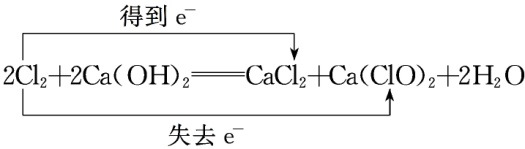 得到 e⁻
2Cl₂+2Ca(OH)₂══CaCl₂+Ca(ClO)₂+2H₂O
失去 e⁻